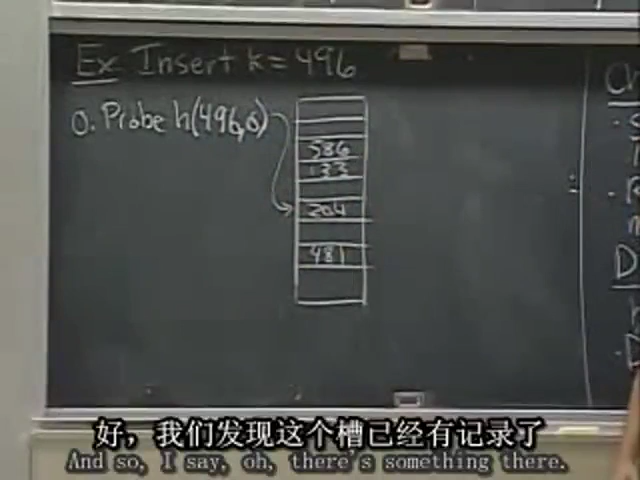 Ex Insert k = 496
0. Probe h(496,0)
586
133
204
481
好，我们发现这个槽已经有记录了
And so, I say, oh, there's something there.